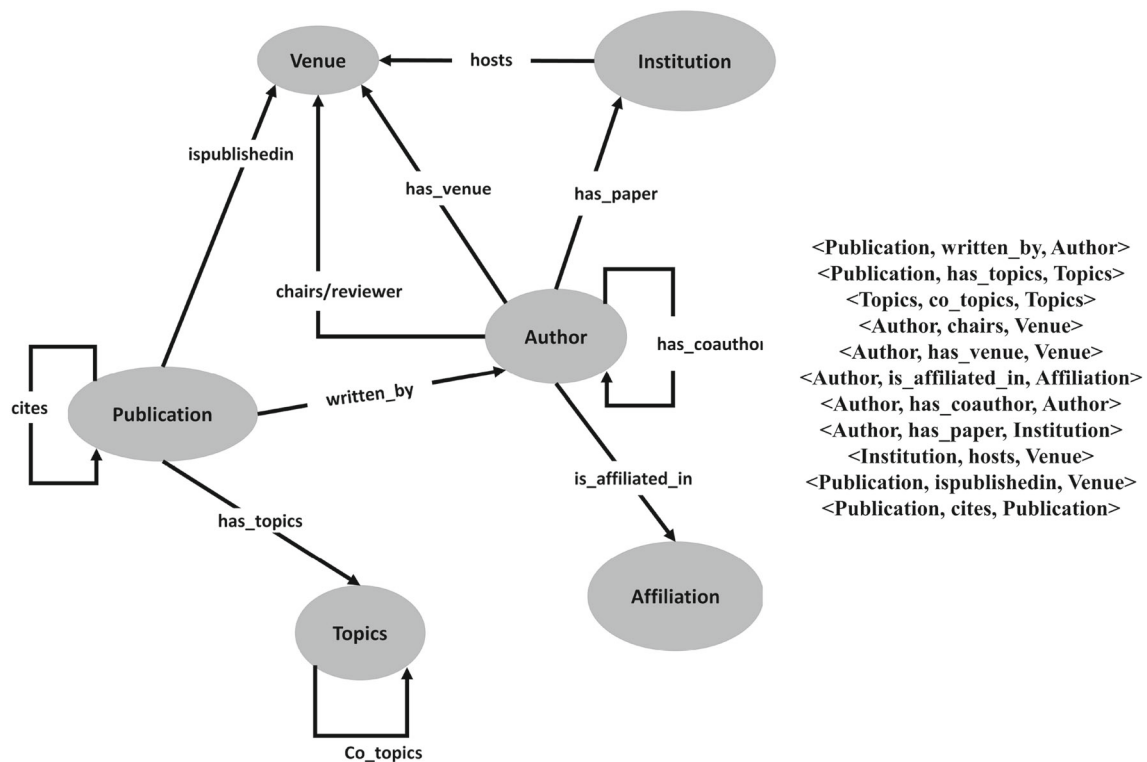 Venue
hosts
Institution
ispublishedin
has_venue
has_paper
chairs/reviewer
Author
has_coauthor
cites
Publication
written_by
is_affiliated_in
has_topics
Affiliation
Topics
Co_topics
<Publication, written_by, Author>
<Publication, has_topics, Topics>
<Topics, co_topics, Topics>
<Author, chairs, Venue>
<Author, has_venue, Venue>
<Author, is_affiliated_in, Affiliation>
<Author, has_coauthor, Author>
<Author, has_paper, Institution>
<Institution, hosts, Venue>
<Publication, ispublishedin, Venue>
<Publication, cites, Publication>